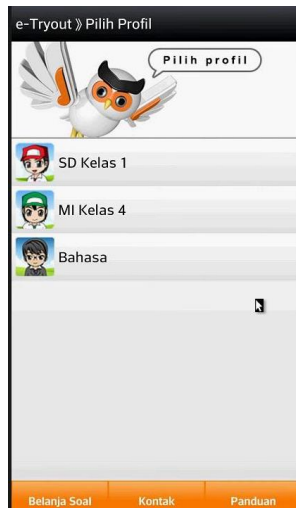 e-Tryout 》Pilih Profil
Pilih profil
SD Kelas 1
MI Kelas 4
Bahasa
Belanja Soal Kontak Panduan